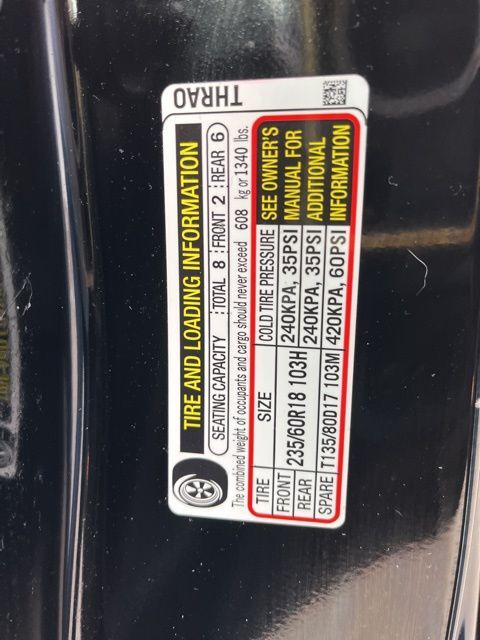 THRAO
TIRE AND LOADING INFORMATION
SEATING CAPACITY TOTAL 8 FRONT 2 REAR 6
The combined weight of occupants and cargo should never exceed 608 kg or 1340 lbs.
TIRE SIZE COLD TIRE PRESSURE SEE OWNER'S
FRONT 235/60R18 103H 240KPA, 35PSI MANUAL FOR
REAR 240KPA, 35PSI ADDITIONAL
SPARE T135/80D17 103M 420KPA, 60PSI INFORMATION